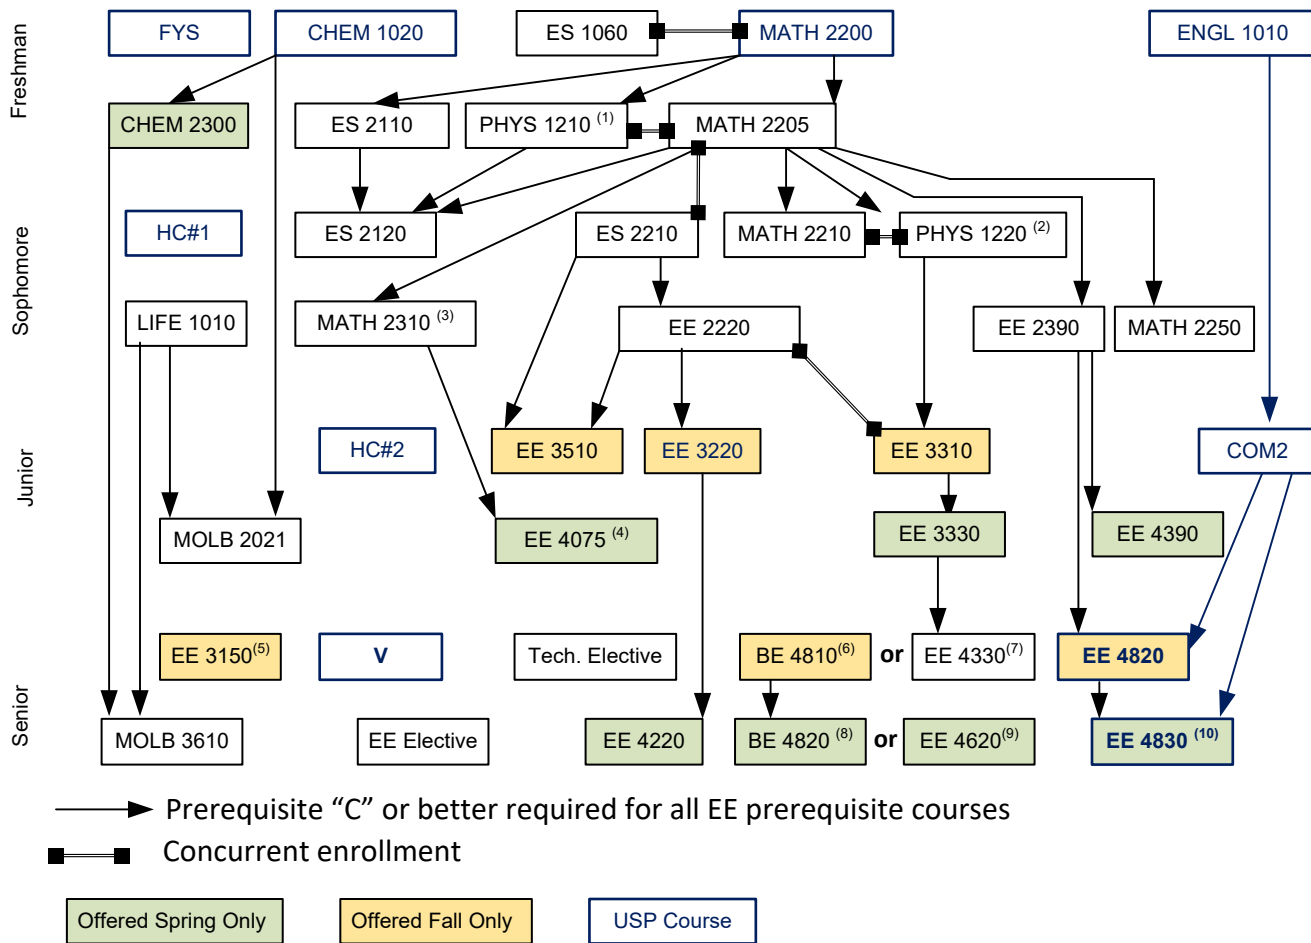 Freshman
FYS
CHEM 1020
ES 1060
MATH 2200
ENGL 1010
CHEM 2300
ES 2110
PHYS 1210 (1)
MATH 2205
Sophomore
HC#1
ES 2120
ES 2210
MATH 2210
PHYS 1220 (2)
LIFE 1010
MATH 2310 (3)
EE 2220
EE 2390
MATH 2250
Junior
HC#2
EE 3510
EE 3220
EE 3310
COM2
MOLB 2021
EE 4075 (4)
EE 3330
EE 4390
Senior
EE 3150(5)
V
Tech. Elective
BE 4810(6)
or
EE 4330(7)
EE 4820
MOLB 3610
EE Elective
EE 4220
BE 4820 (8)
or
EE 4620(9)
EE 4830 (10)
Prerequisite “C” or better required for all EE prerequisite courses
Concurrent enrollment
Offered Spring Only
Offered Fall Only
USP Course